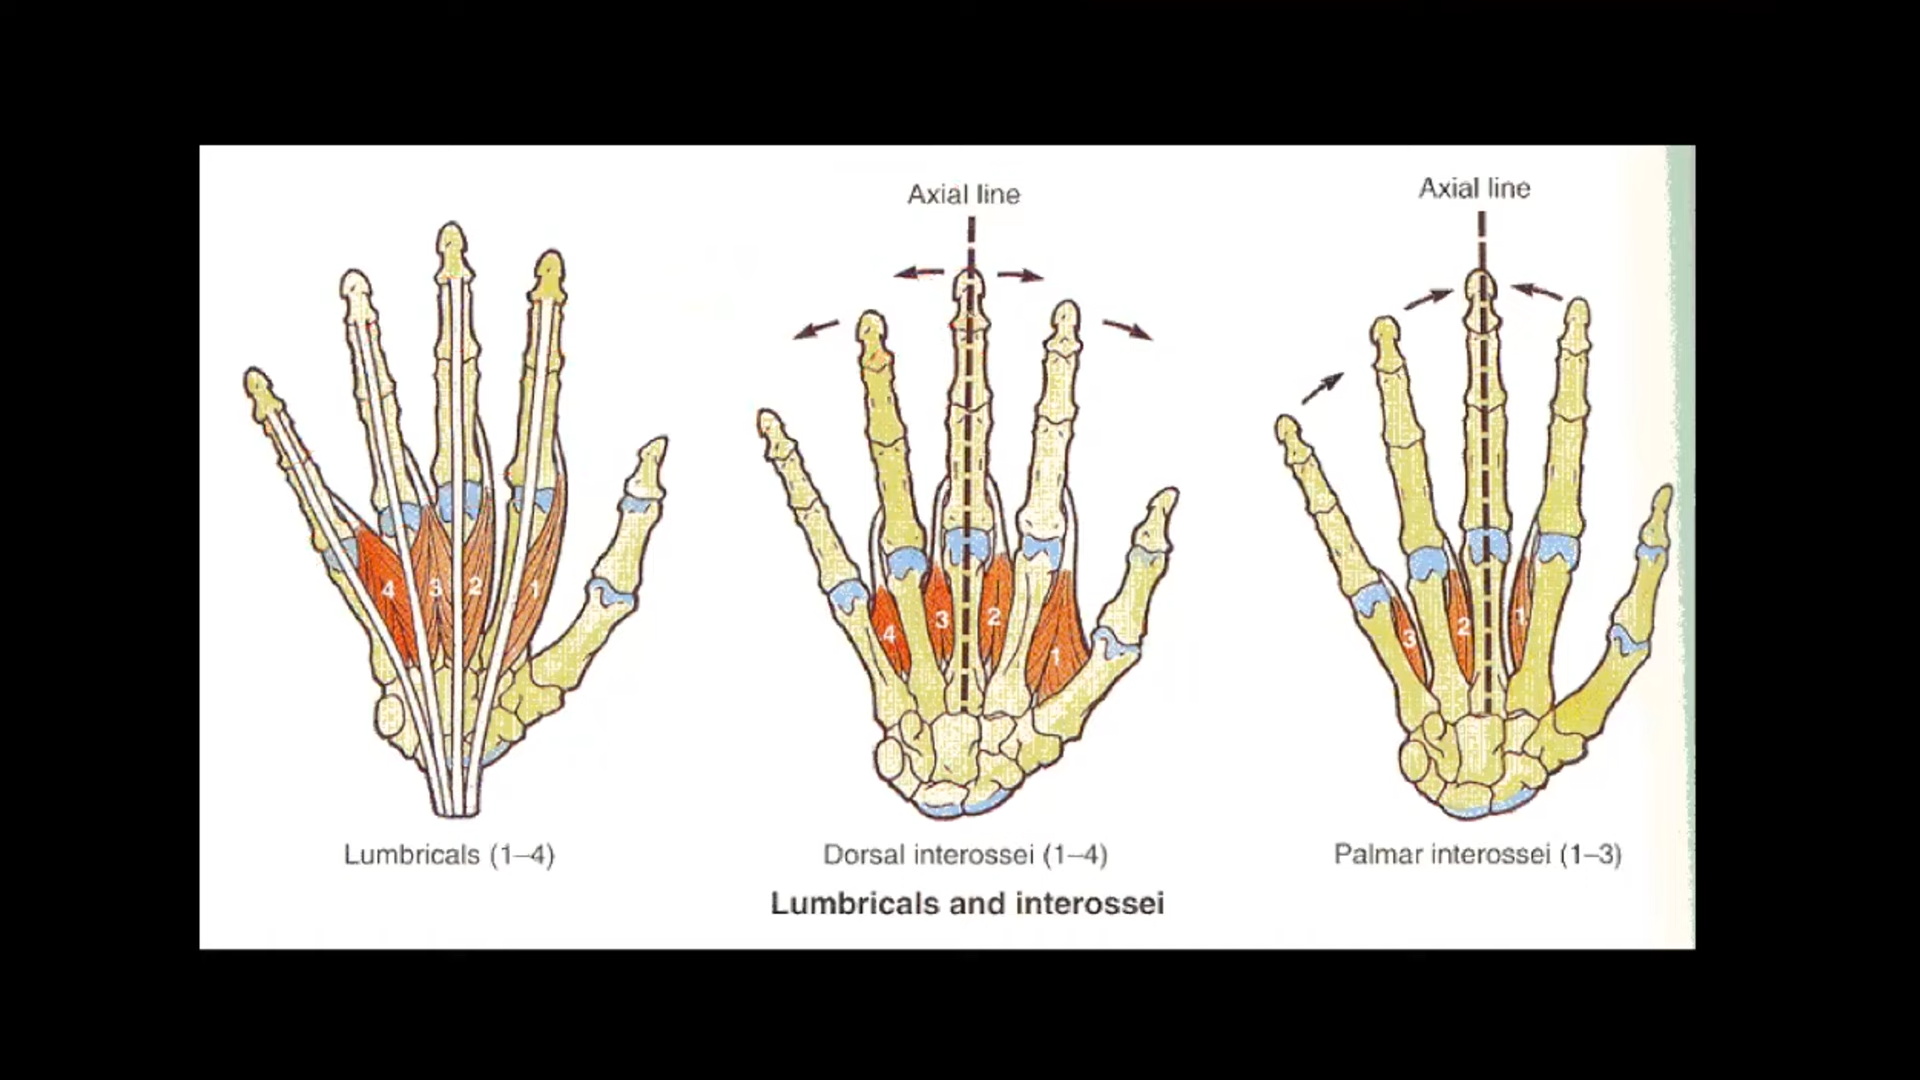 Axial line
Axial line
4 3 2 1
4 3 2 1
3 2 1
Lumbricals (1–4)
Dorsal interossei (1–4)
Palmar interossei (1–3)
Lumbricals and interossei